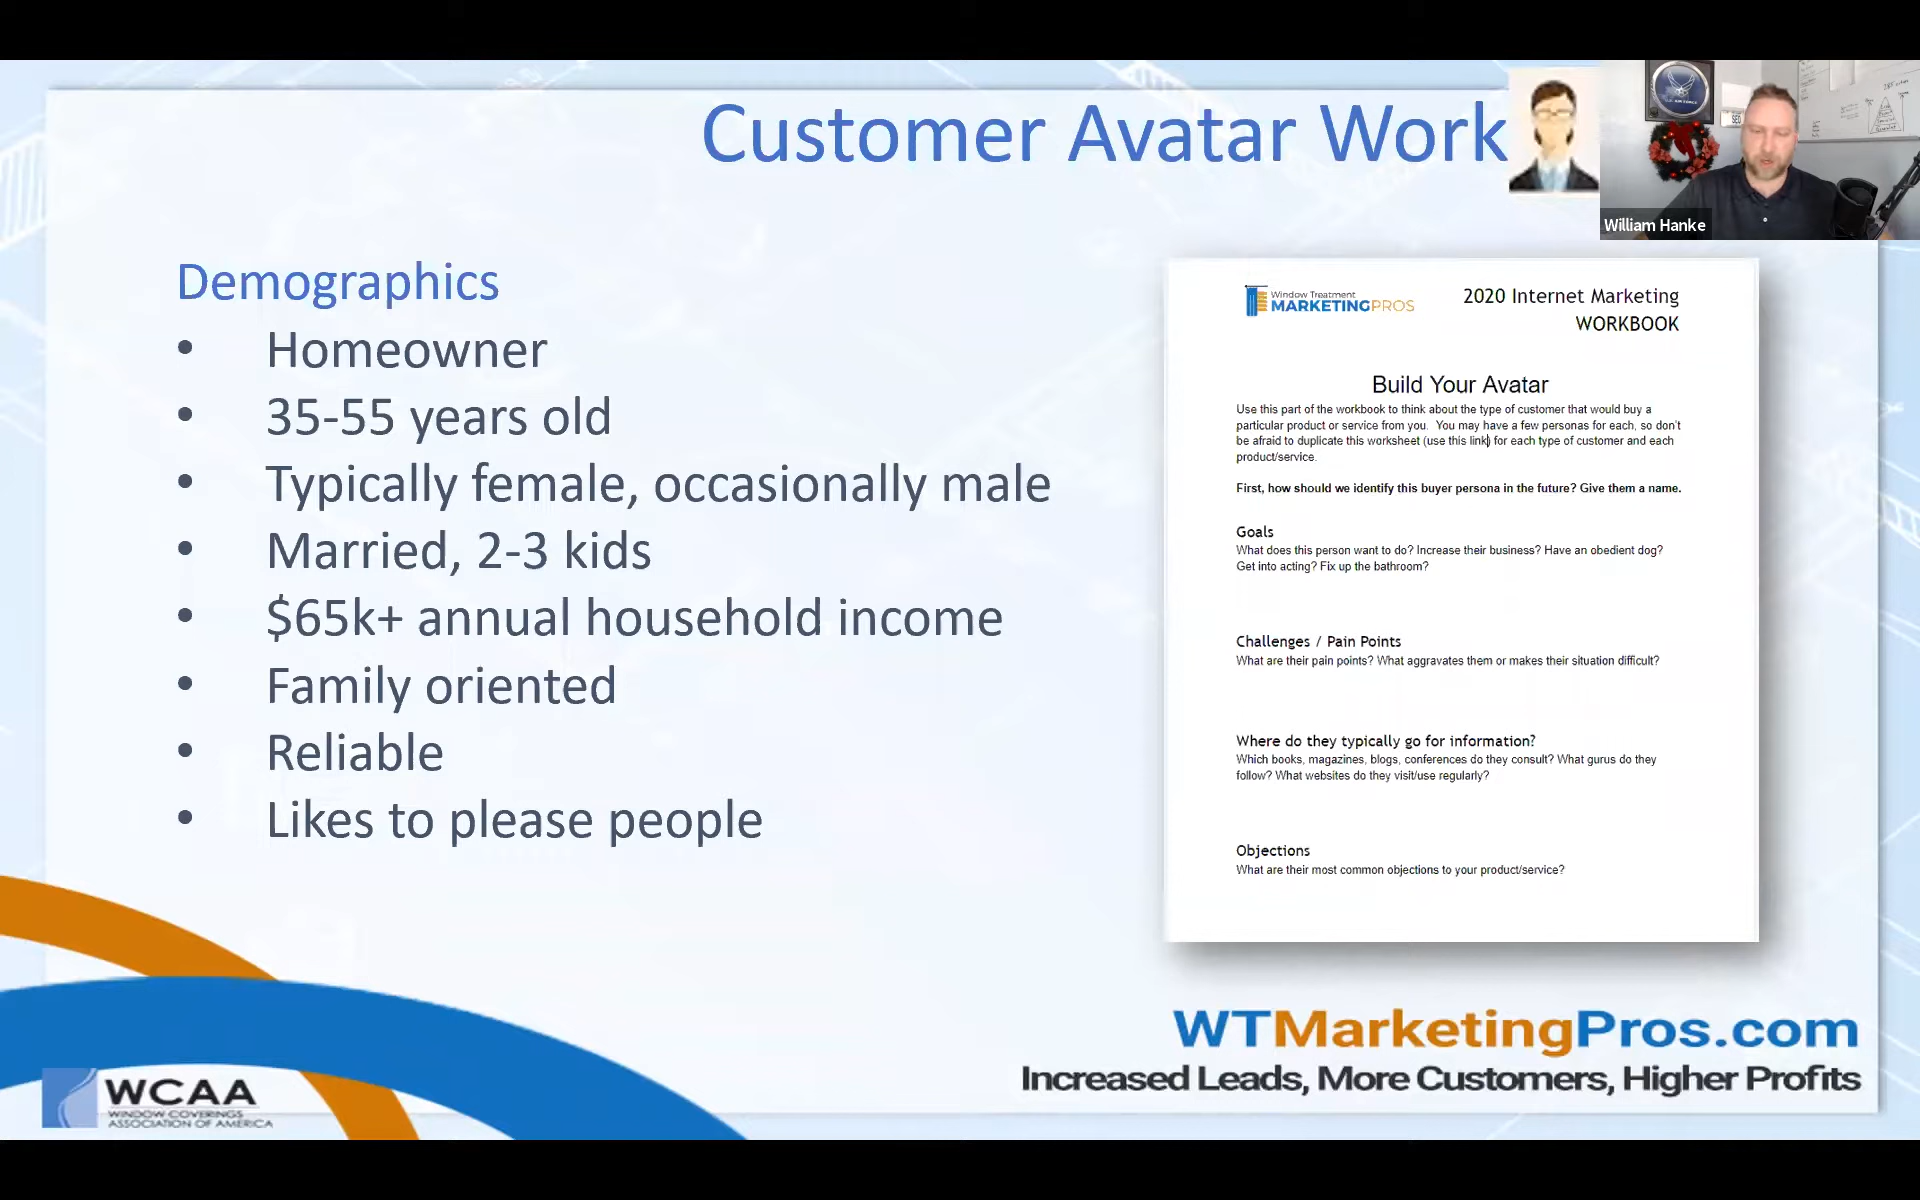 Customer Avatar Work
William Hanke
Demographics
• Homeowner
• 35-55 years old
• Typically female, occasionally male
• Married, 2-3 kids
• $65k+ annual household income
• Family oriented
• Reliable
• Likes to please people
Window Treatment
MARKETINGPROS
2020 Internet Marketing
WORKBOOK
Build Your Avatar
Use this part of the workbook to think about the type of customer that would buy a
particular product or service from you. You may have a few personas for each, so don't
be afraid to duplicate this worksheet (use this link) for each type of customer and each
product/service.
First, how should we identify this buyer persona in the future? Give them a name.
Goals
What does this person want to do? Increase their business? Have an obedient dog?
Get into acting? Fix up the bathroom?
Challenges / Pain Points
What are their pain points? What aggravates them or makes their situation difficult?
Where do they typically go for information?
Which books, magazines, blogs, conferences do they consult? What gurus do they
follow? What websites do they visit/use regularly?
Objections
What are their most common objections to your product/service?
WTMarketingPros.com
Increased Leads, More Customers, Higher Profits
WCAA
WINDOW COVERINGS
ASSOCIATION OF AMERICA